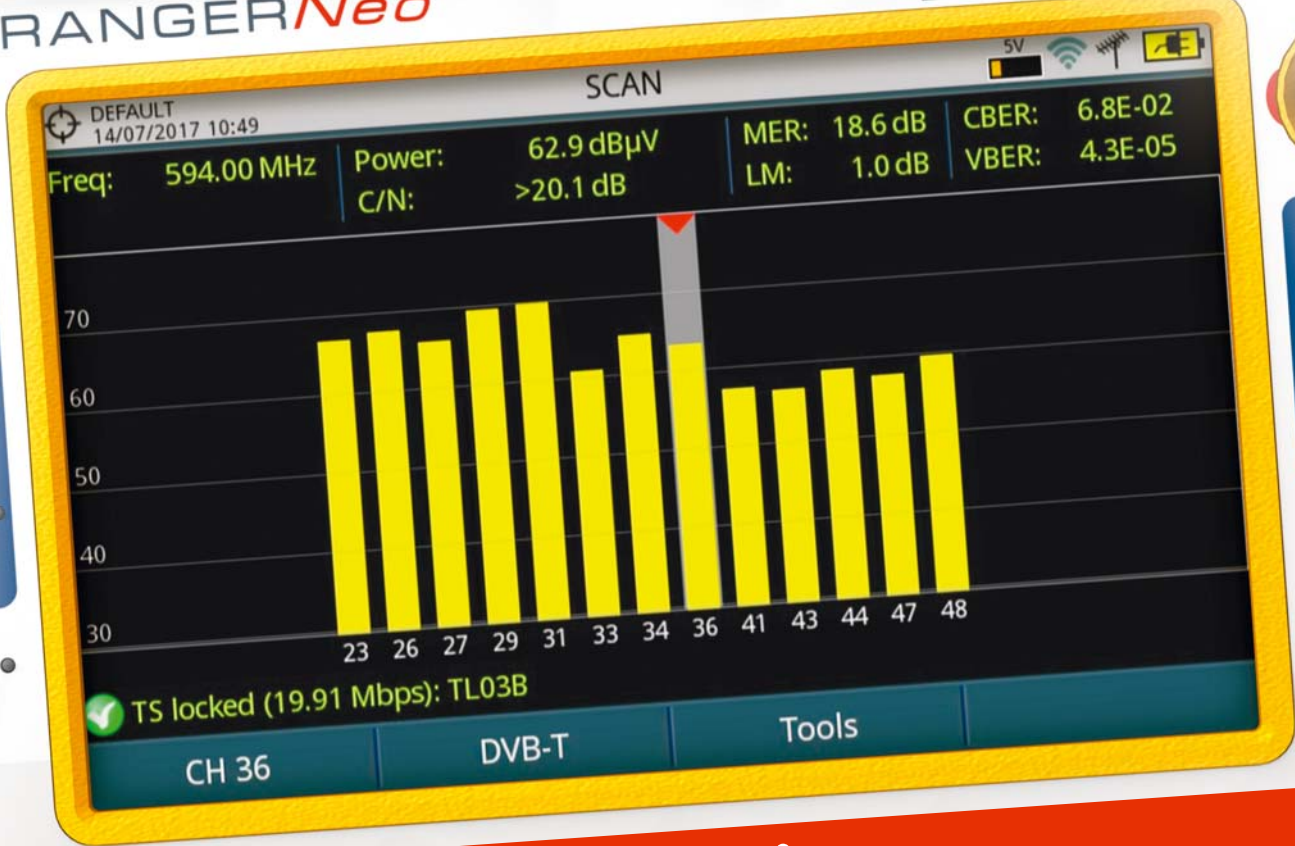 RANGERNeo
SCAN
5V
DEFAULT
14/07/2017 10:49
Freq: 594.00 MHz
Power: 62.9 dBµV
C/N: >20.1 dB
MER: 18.6 dB
LM: 1.0 dB
CBER: 6.8E-02
VBER: 4.3E-05
70
60
50
40
30
23 26 27 29 31 33 34 36 41 43 44 47 48
TS locked (19.91 Mbps): TL03B
CH 36 DVB-T Tools